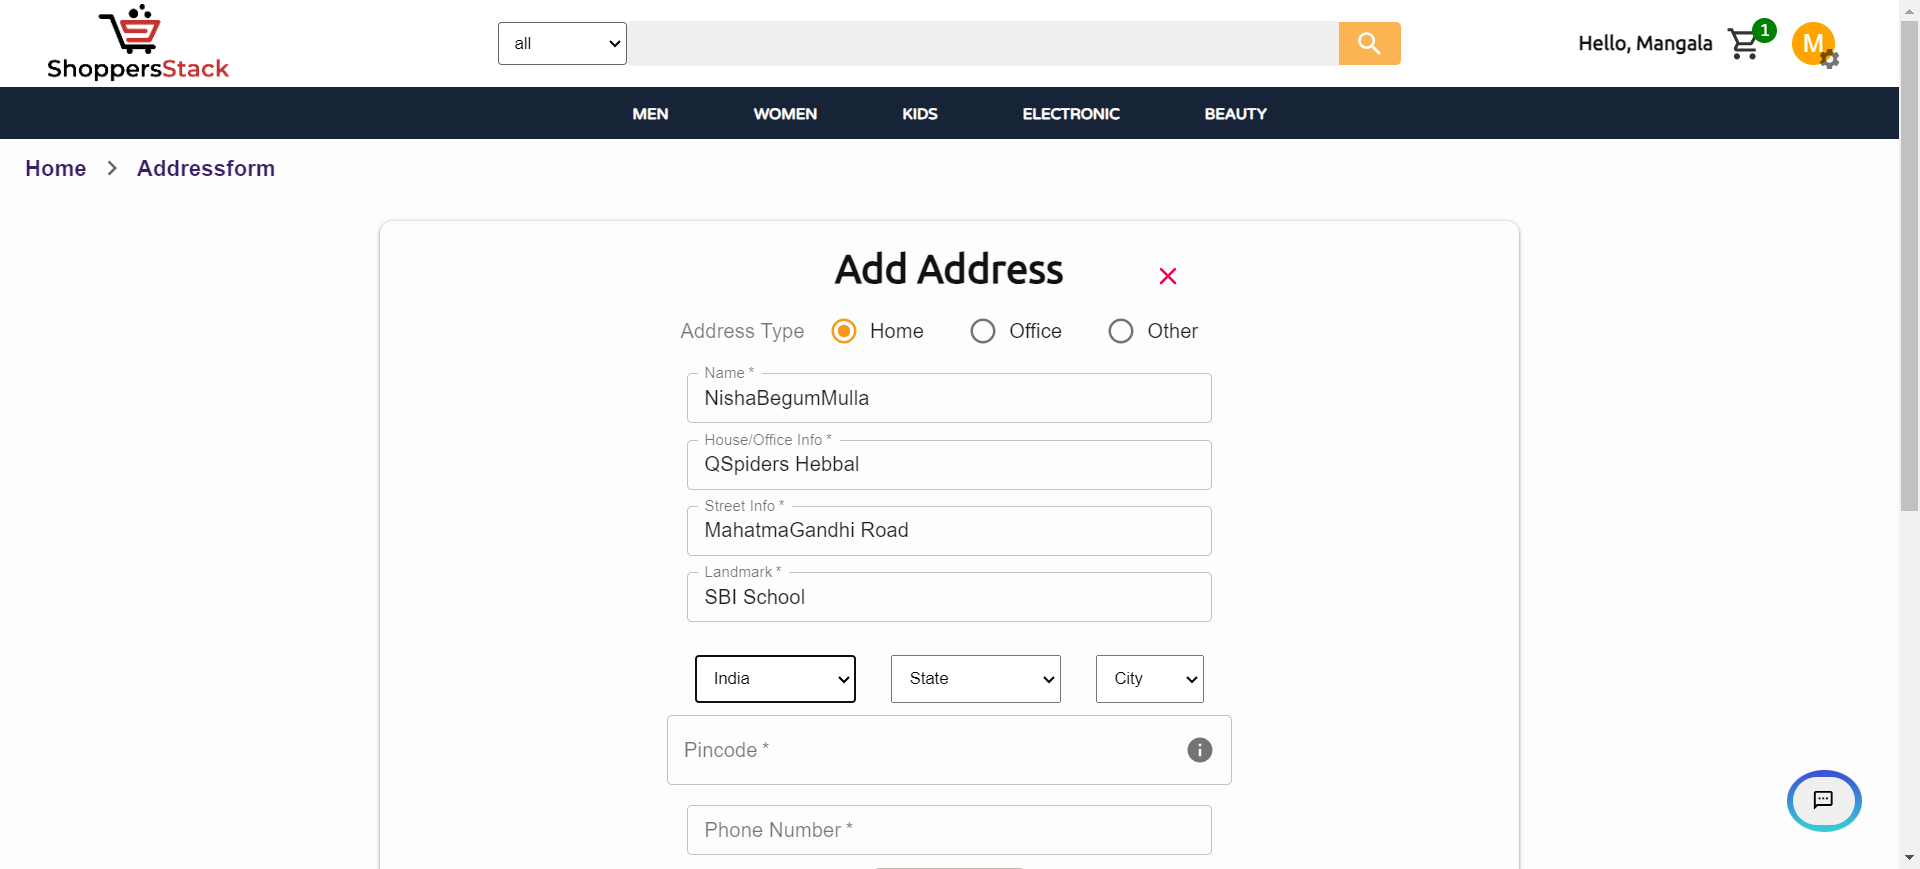 ShoppersStack
all
Hello, Mangala
1
M
MEN WOMEN KIDS ELECTRONIC BEAUTY
Home > Addressform
Add Address
Address Type Home Office Other
Name *
NishaBegumMulla
House/Office Info *
QSpiders Hebbal
Street Info *
MahatmaGandhi Road
Landmark *
SBI School
India State City
Pincode *
Phone Number *